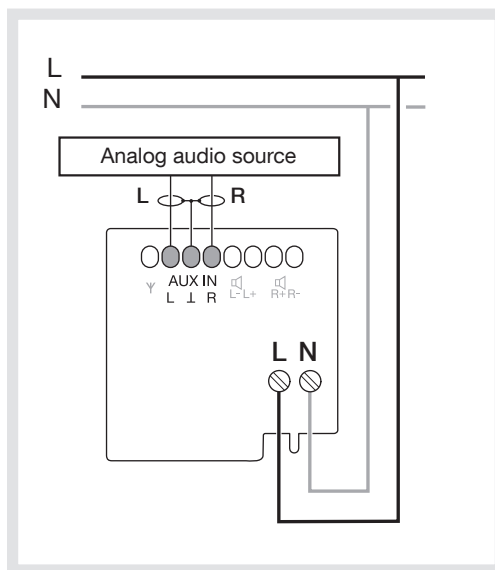 L
N
Analog audio source
L R
AUX IN
L ⊥ R L- L+ R+ R-
L N